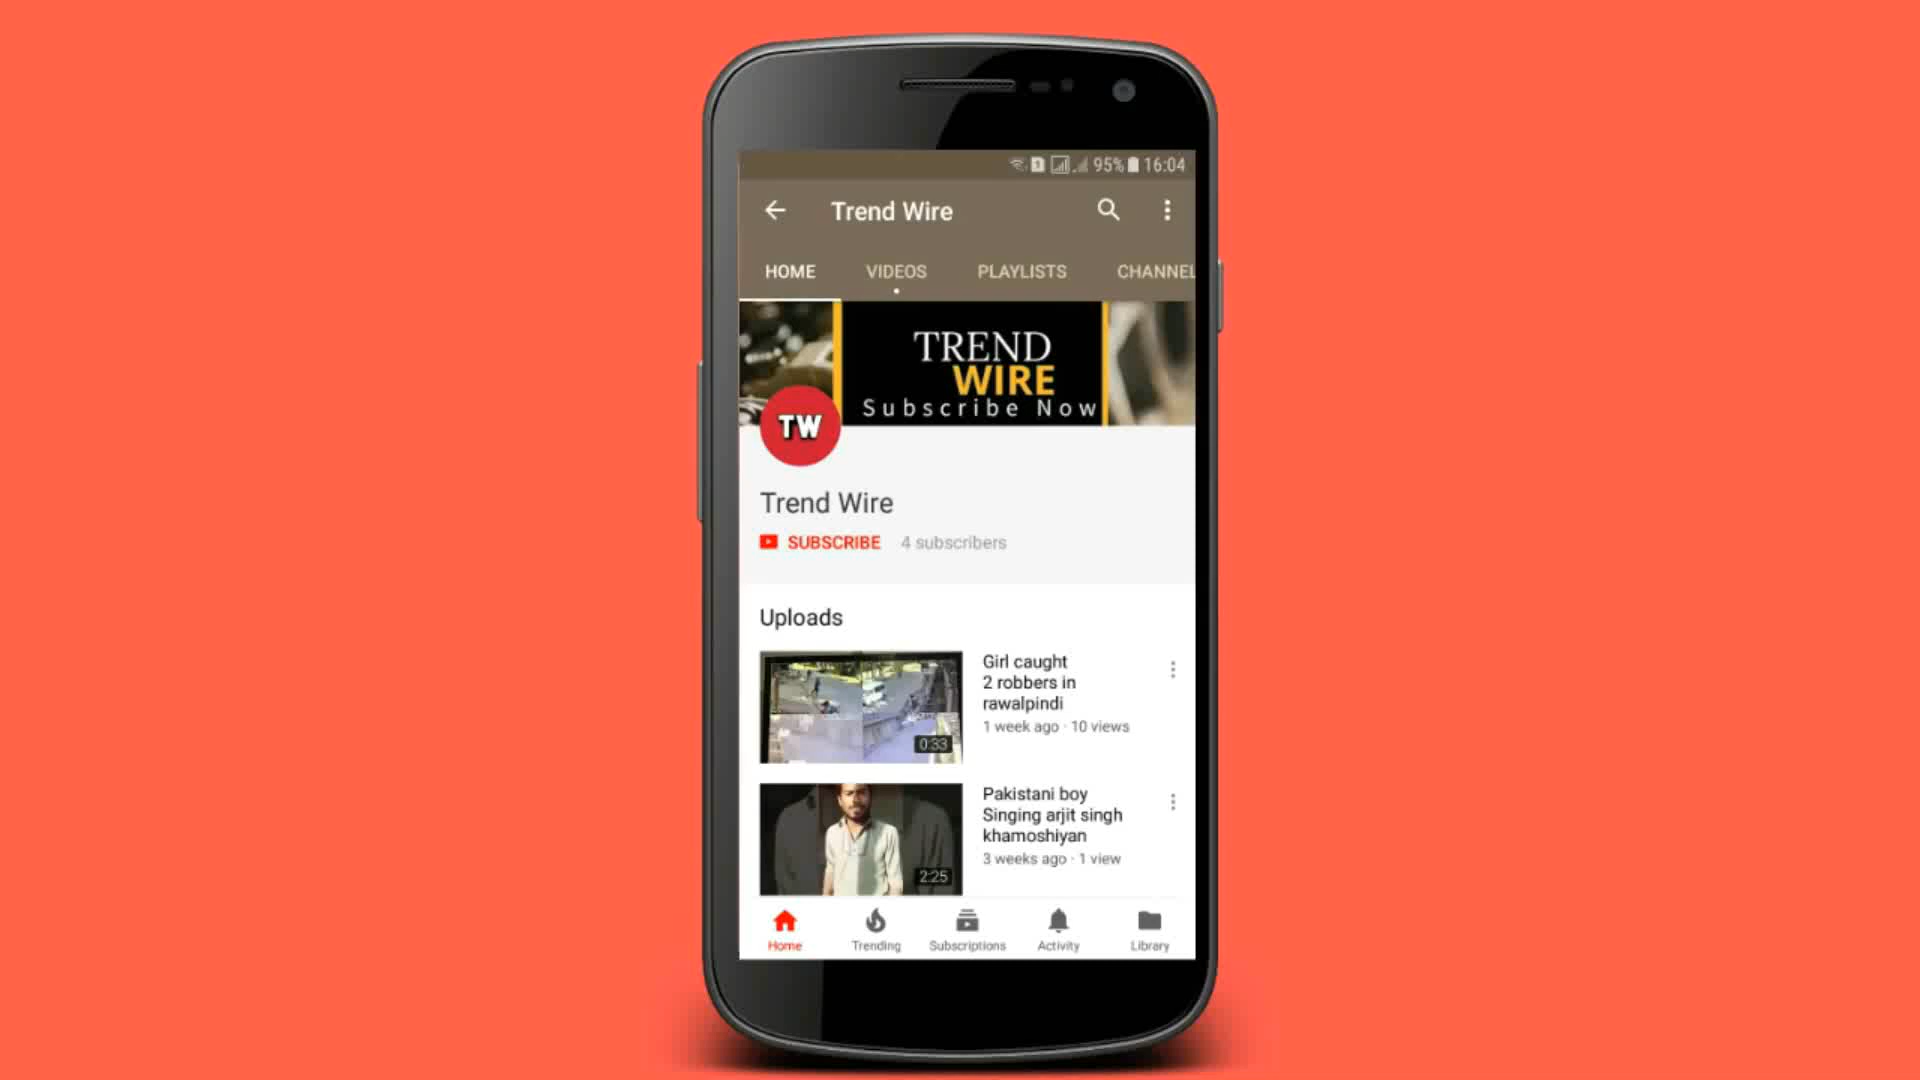 95% 16:04
Trend Wire
HOME VIDEOS PLAYLISTS CHANNEL
TREND
WIRE
Subscribe Now
TW
Trend Wire
SUBSCRIBE 4 subscribers
Uploads
Girl caught
2 robbers in
rawalpindi
1 week ago · 10 views
0:33
Pakistani boy
Singing arjit singh
khamoshiyan
3 weeks ago · 1 view
2:25
Home Trending Subscriptions Activity Library